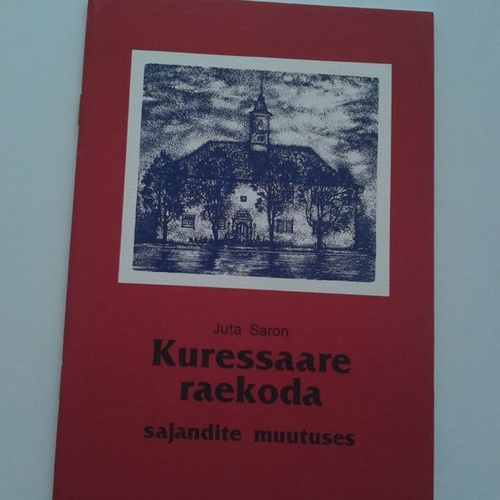 Juta Saron
Kuressaare
raekoda
sajandite muutuses